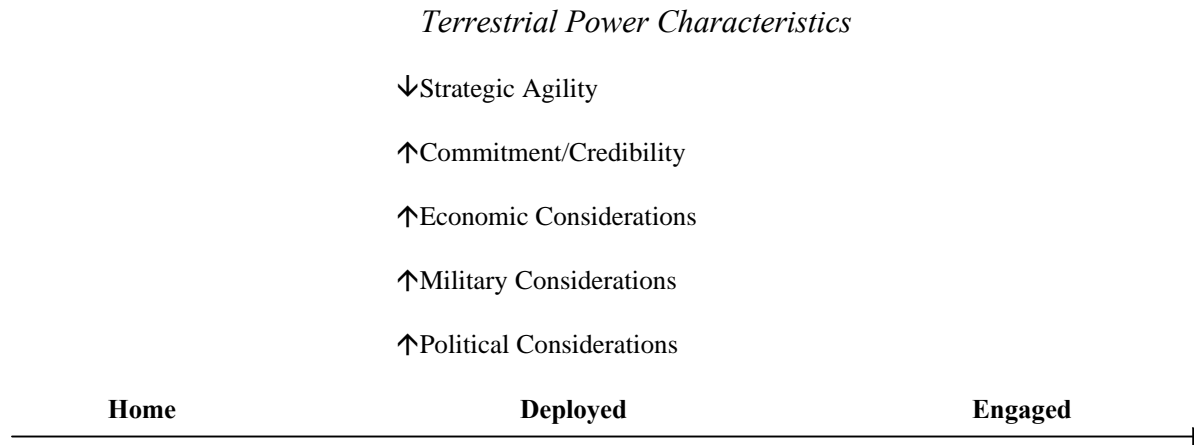 Terrestrial Power Characteristics
↓Strategic Agility
↑Commitment/Credibility
↑Economic Considerations
↑Military Considerations
↑Political Considerations
Home Deployed Engaged